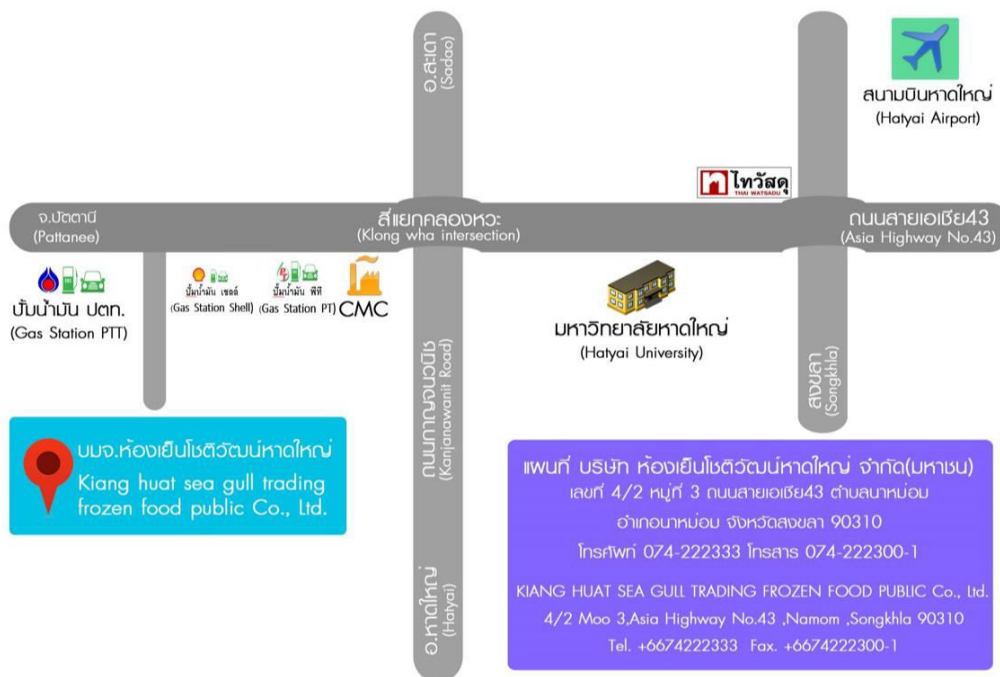 อ.สะเดา
(Sadao)
สนามบินหาดใหญ่
(Hatyai Airport)
ไทวัสดุ
THAI WATSADU
จ.ปัตตานี
(Pattanee)
สี่แยกคลองหวะ
(Klong wha intersection)
ถนนสายเอเชีย43
(Asia Highway No.43)
ปั้มน้ำมัน ปตท.
(Gas Station PTT)
ปั้มน้ำมัน เชลล์
(Gas Station Shell)
ปั้มน้ำมัน พีที
(Gas Station PT)
CMC
มหาวิทยาลัยหาดใหญ่
(Hatyai University)
ถนนกาญจนวนิช
(Kanjanawanit Road)
สงขลา
(Songkhla)
บมจ.ห้องเย็นโชติวัฒน์หาดใหญ่
Kiang huat sea gull trading
frozen food public Co., Ltd.
อ.หาดใหญ่
(Hatyai)
แผนที่ บริษัท ห้องเย็นโชติวัฒน์หาดใหญ่ จำกัด(มหาชน)
เลขที่ 4/2 หมู่ที่ 3 ถนนสายเอเชีย43 ตำบลนาหม่อม
อำเภอนาหม่อม จังหวัดสงขลา 90310
โทรศัพท์ 074-222333 โทรสาร 074-222300-1
KIANG HUAT SEA GULL TRADING FROZEN FOOD PUBLIC Co., Ltd.
4/2 Moo 3,Asia Highway No.43 ,Namom ,Songkhla 90310
Tel. +6674222333 Fax. +6674222300-1